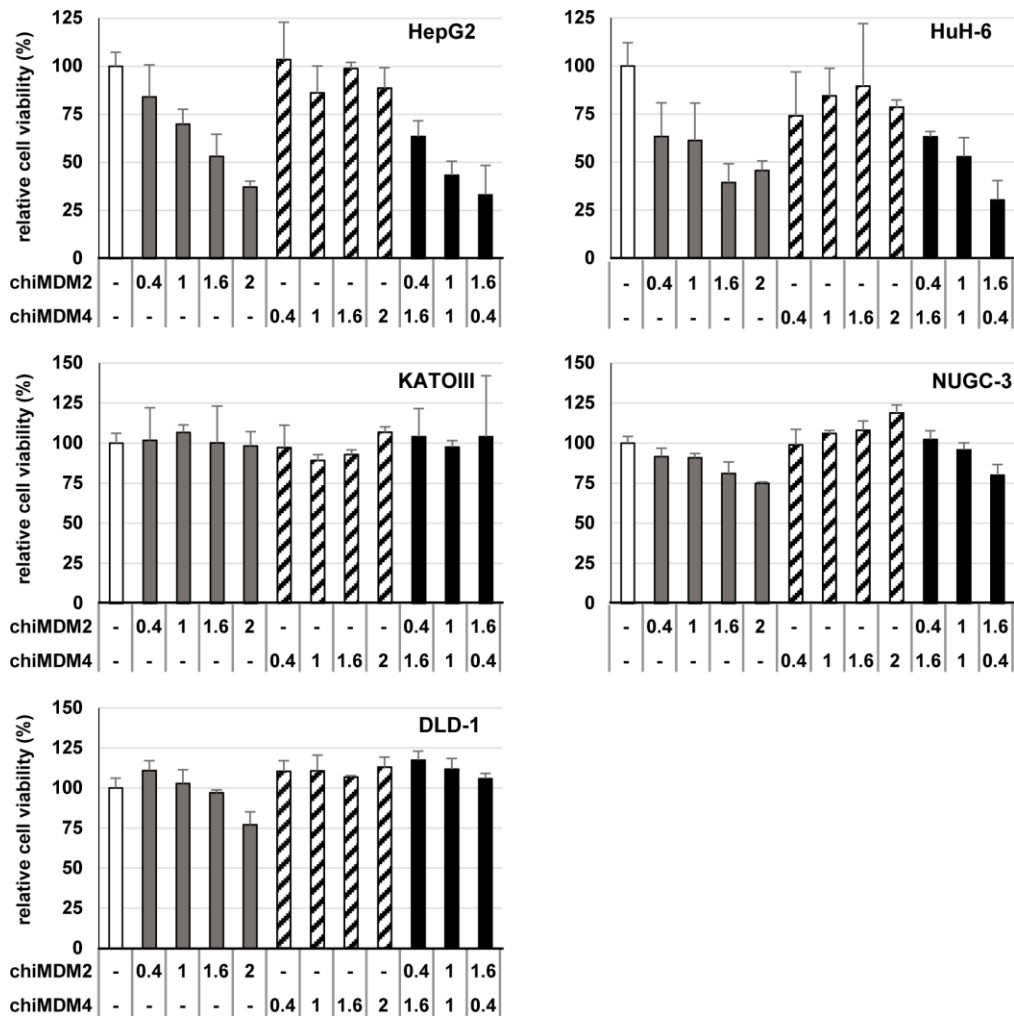 125
100
75
50
25
0
relative cell viability (%)
HepG2
chiMDM2 - 0.4 1 1.6 2 - - - - 0.4 1 1.6
chiMDM4 - - - - - 0.4 1 1.6 2 1.6 1 0.4
125
100
75
50
25
0
HuH-6
- 0.4 1 1.6 2 - - - - 0.4 1 1.6
- - - - - 0.4 1 1.6 2 1.6 1 0.4
150
125
100
75
50
25
0
relative cell viability (%)
KATOIII
chiMDM2 - 0.4 1 1.6 2 - - - - 0.4 1 1.6
chiMDM4 - - - - - 0.4 1 1.6 2 1.6 1 0.4
150
125
100
75
50
25
0
NUGC-3
- 0.4 1 1.6 2 - - - - 0.4 1 1.6
- - - - - 0.4 1 1.6 2 1.6 1 0.4
150
125
100
75
50
25
0
relative cell viability (%)
DLD-1
chiMDM2 - 0.4 1 1.6 2 - - - - 0.4 1 1.6
chiMDM4 - - - - - 0.4 1 1.6 2 1.6 1 0.4